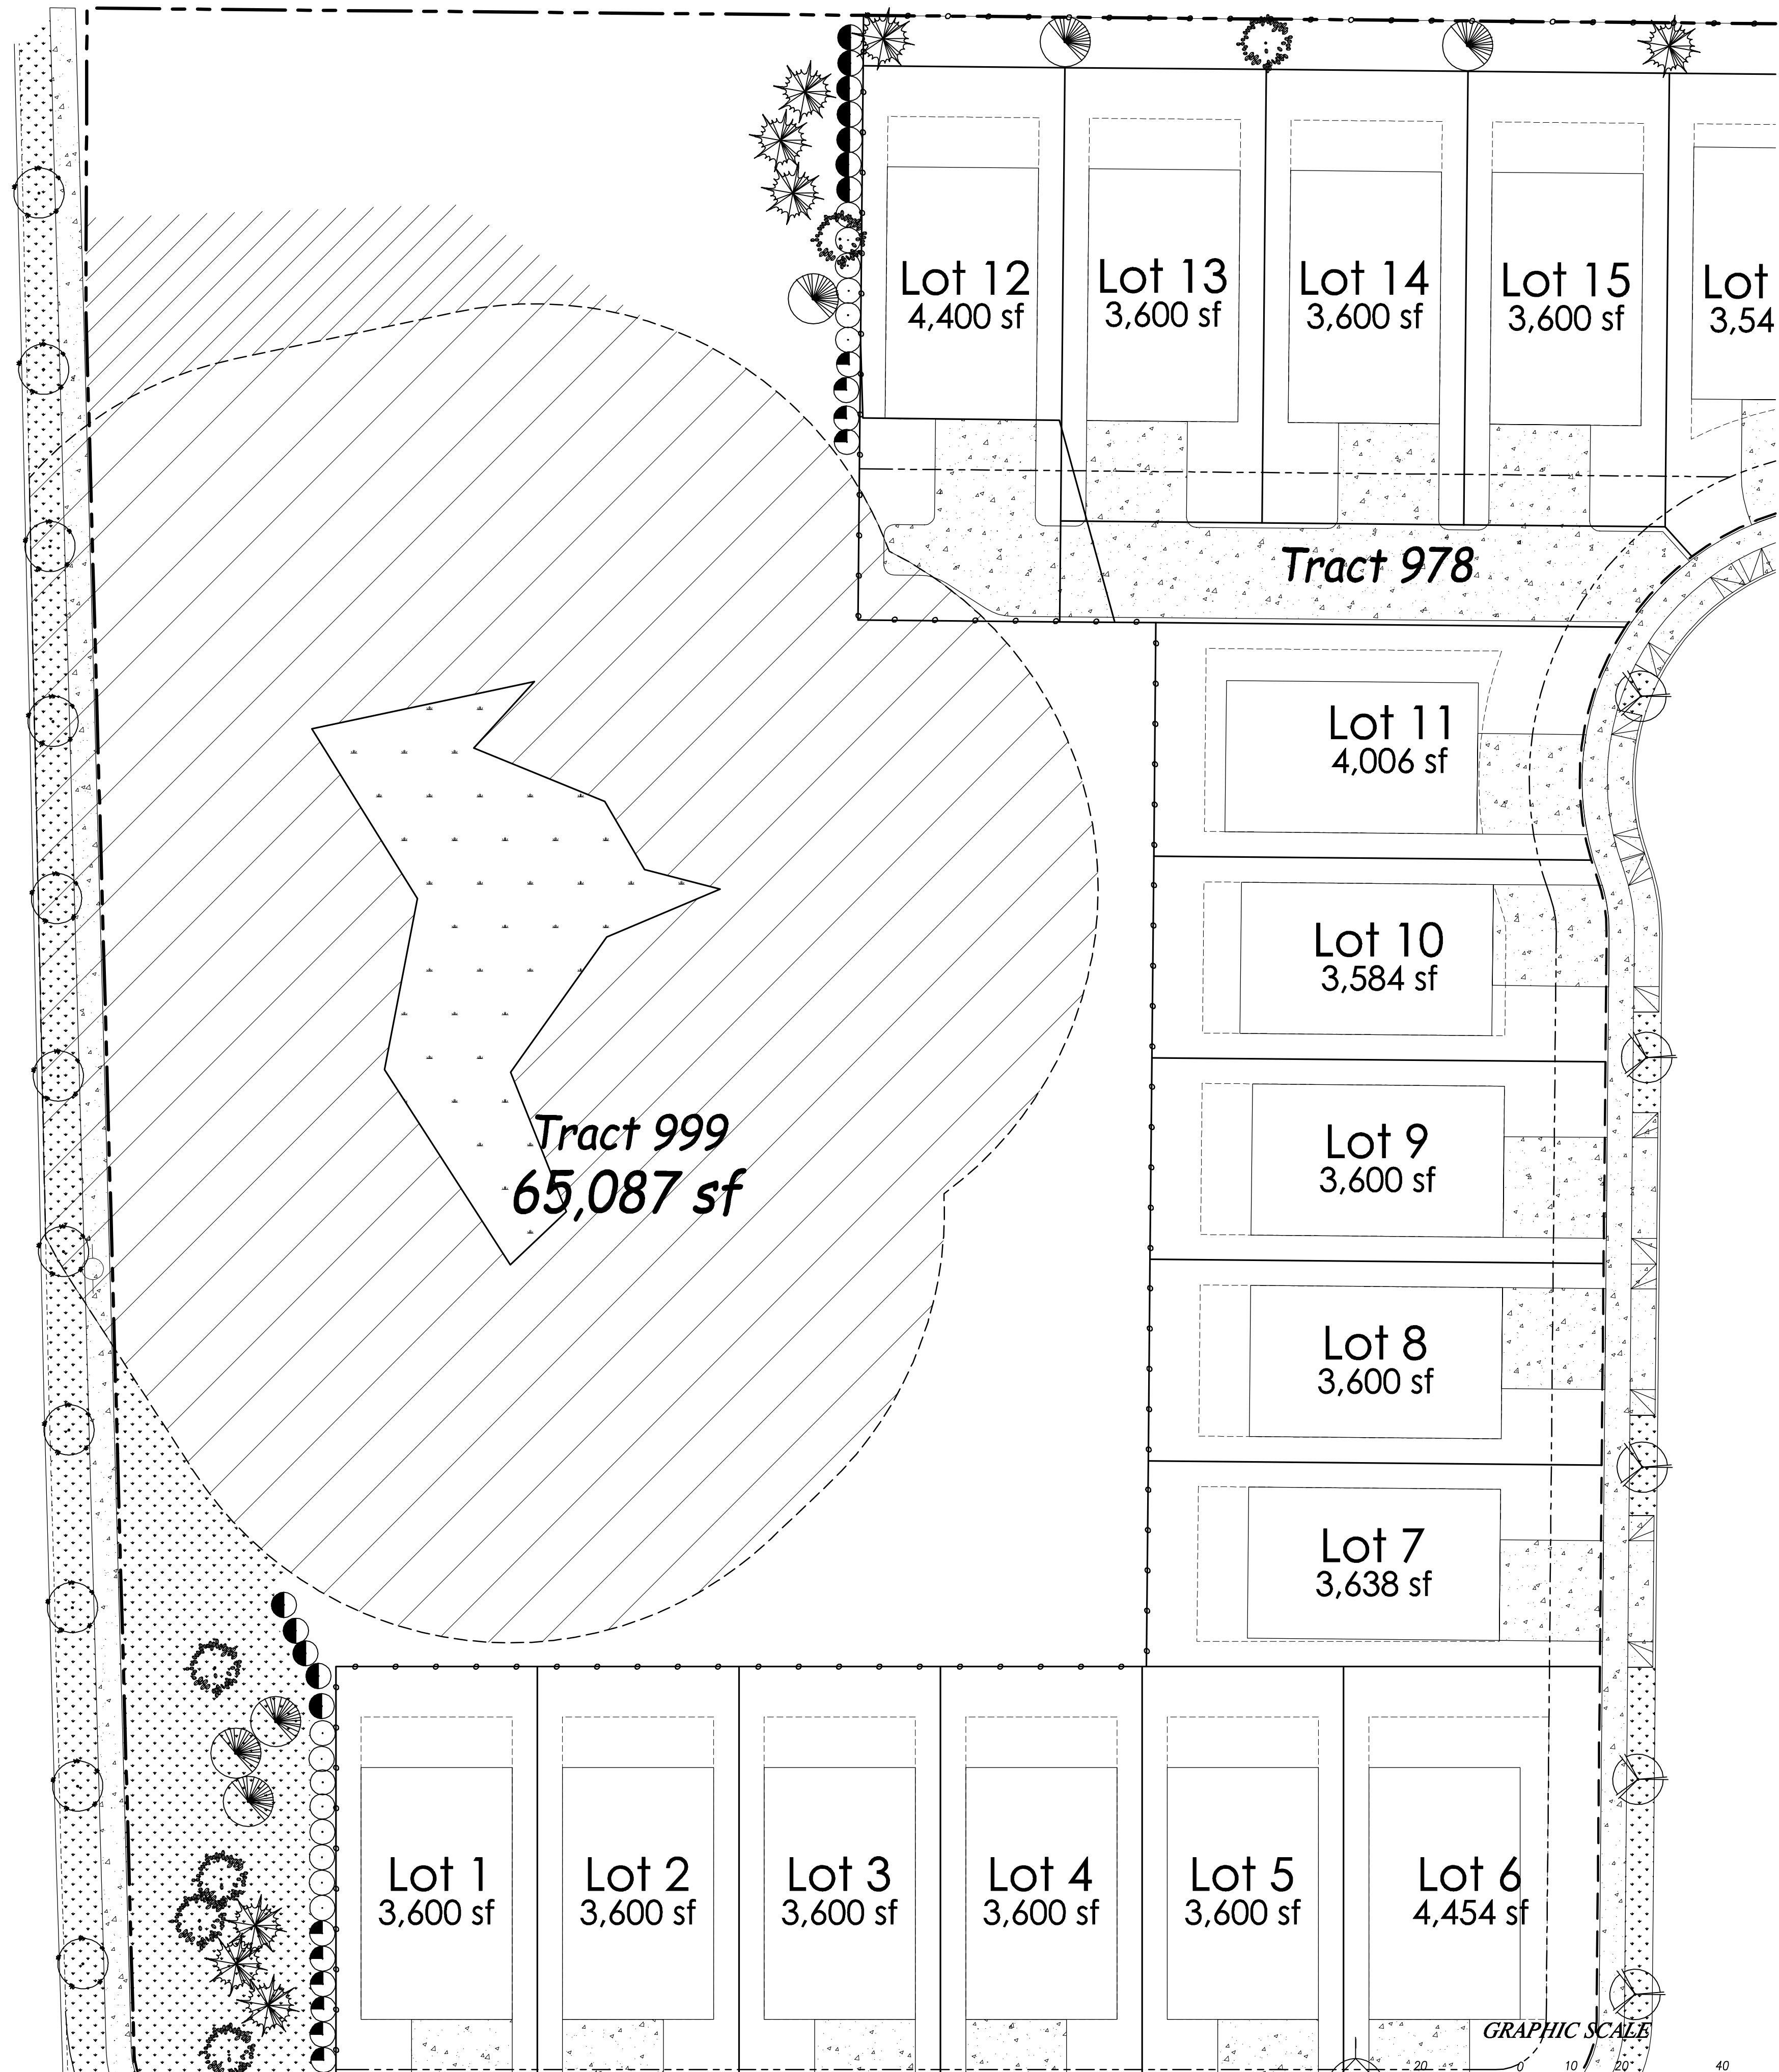 Lot 12
4,400 sf
Lot 13
3,600 sf
Lot 14
3,600 sf
Lot 15
3,600 sf
Lot
3,54
Tract 978
Lot 11
4,006 sf
Lot 10
3,584 sf
Tract 999
65,087 sf
Lot 9
3,600 sf
Lot 8
3,600 sf
Lot 7
3,638 sf
Lot 1
3,600 sf
Lot 2
3,600 sf
Lot 3
3,600 sf
Lot 4
3,600 sf
Lot 5
3,600 sf
Lot 6
4,454 sf
GRAPHIC SCALE
20 0 10 20 40